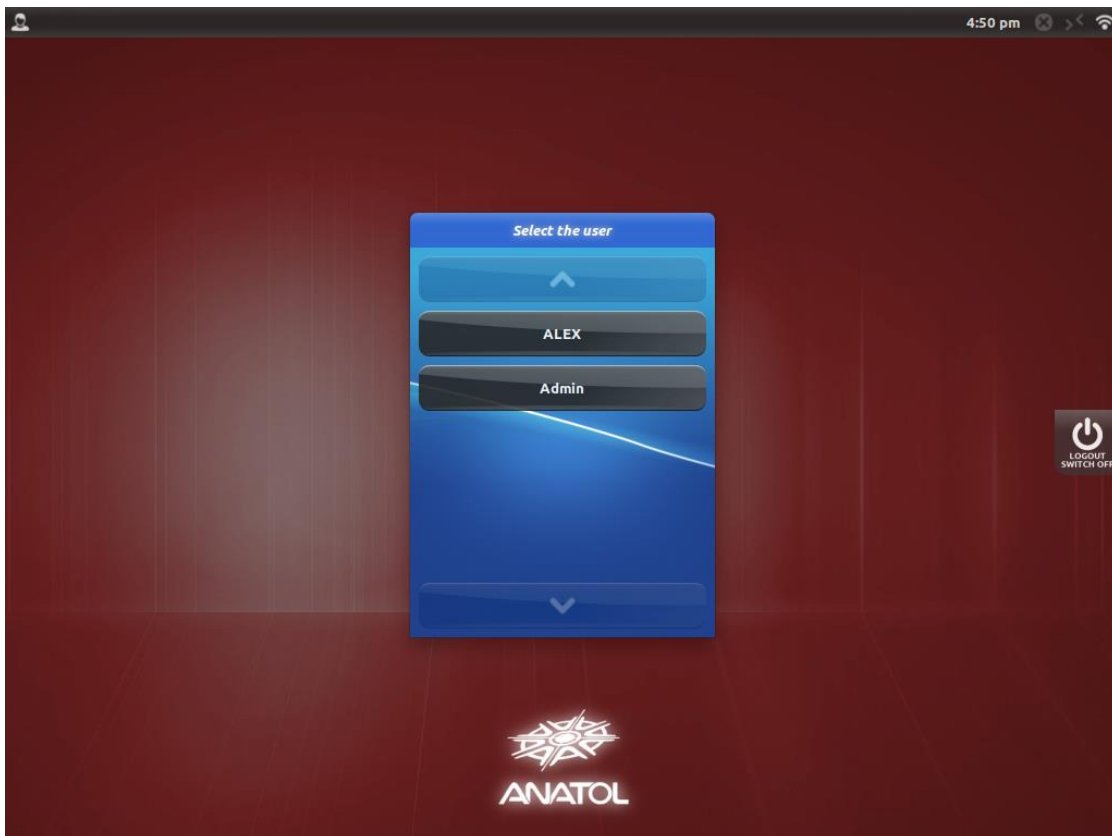 4:50 pm
Select the user
ALEX
Admin
LOGOUT
SWITCH OFF
ANATOL